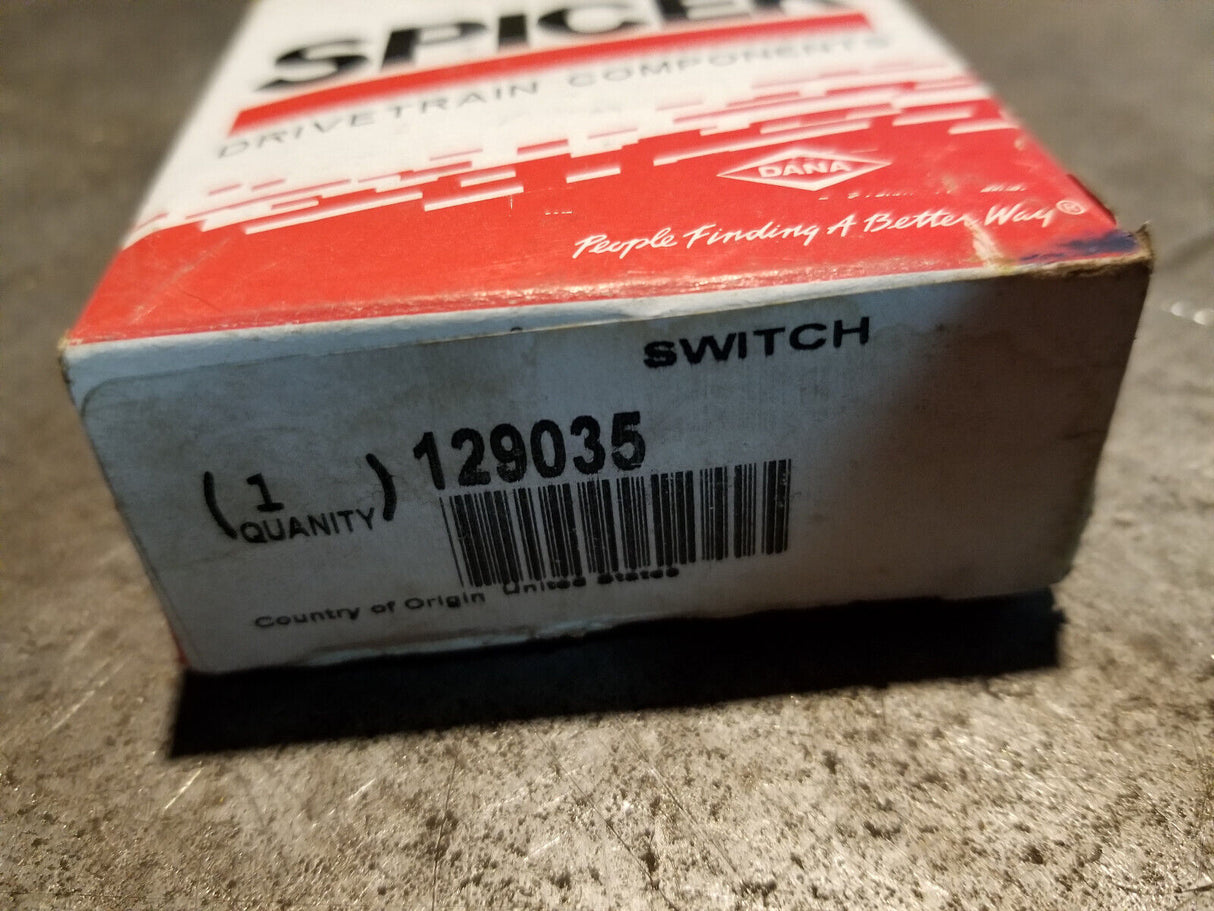 SPICER
DRIVETRAIN COMPONENTS
DANA
People Finding A Better Way®
SWITCH
129035
( 1 )
QUANITY
Country of Origin United States